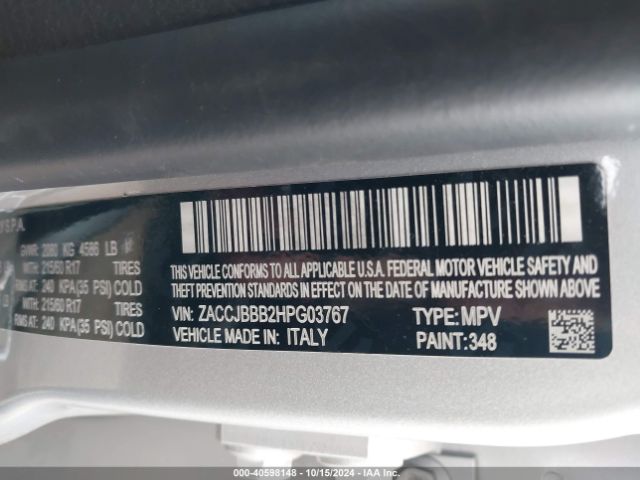 S.P.A.
GVWR: 2080 KG 4586 LB
WITH: 215/60 R17 TIRES
RIMS AT: 240 KPA(35 PSI) COLD
WITH: 215/60 R17 TIRES
RIMS AT: 240 KPA(35 PSI) COLD
THIS VEHICLE CONFORMS TO ALL APPLICABLE U.S.A. FEDERAL MOTOR VEHICLE SAFETY AND
THEFT PREVENTION STANDARDS IN EFFECT ON THE DATE OF MANUFACTURE SHOWN ABOVE
VIN: ZACCJBBB2HPG03767 TYPE: MPV
VEHICLE MADE IN: ITALY PAINT: 348
000-40598148 - 10/15/2024 - IAA Inc.